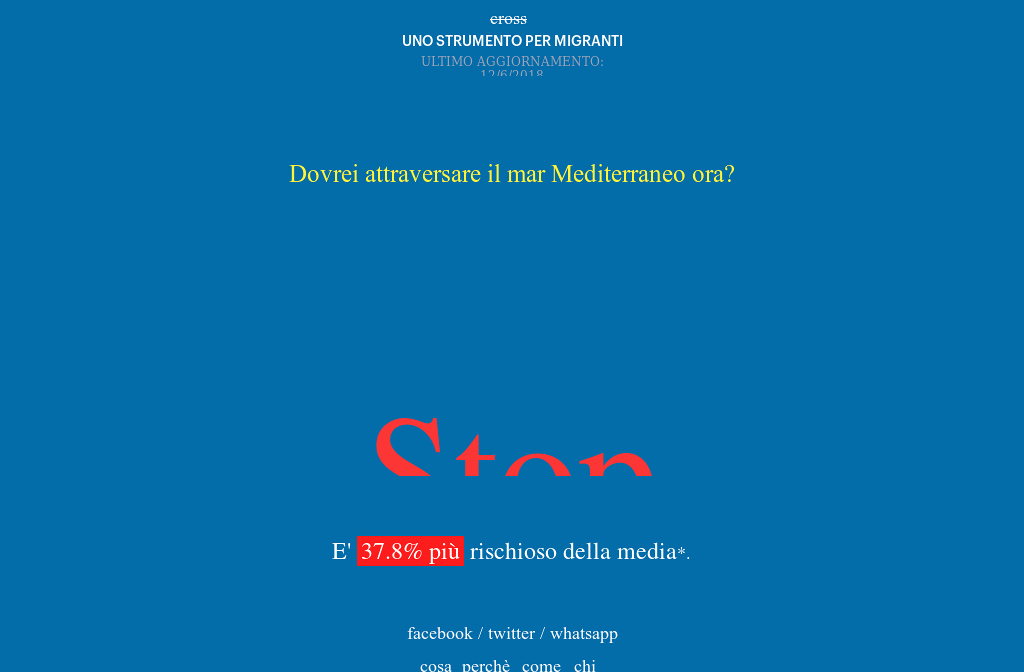 cross
UNO STRUMENTO PER MIGRANTI
ULTIMO AGGIORNAMENTO:
12/6/2018
Dovrei attraversare il mar Mediterraneo ora?
Stop
E' 37.8% più rischioso della media*.
facebook / twitter / whatsapp
cosa perchè come chi